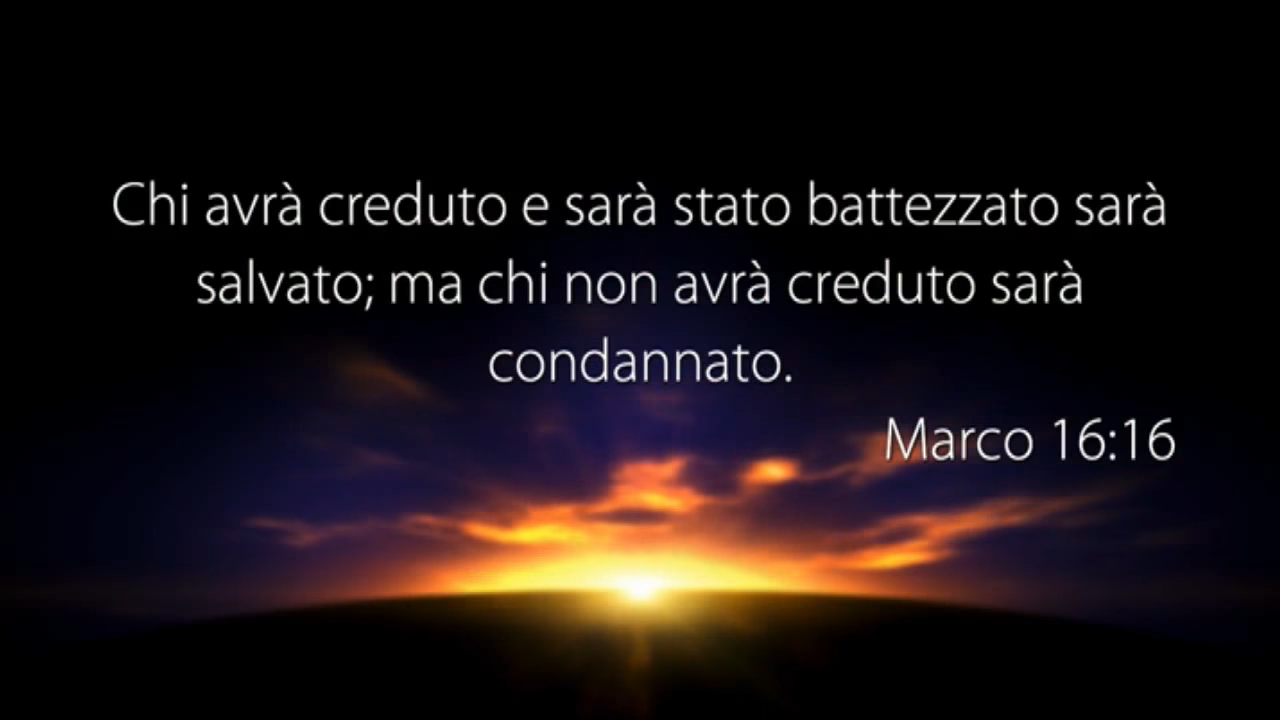 Chi avrà creduto e sarà stato battezzato sarà
salvato; ma chi non avrà creduto sarà
condannato.
Marco 16:16